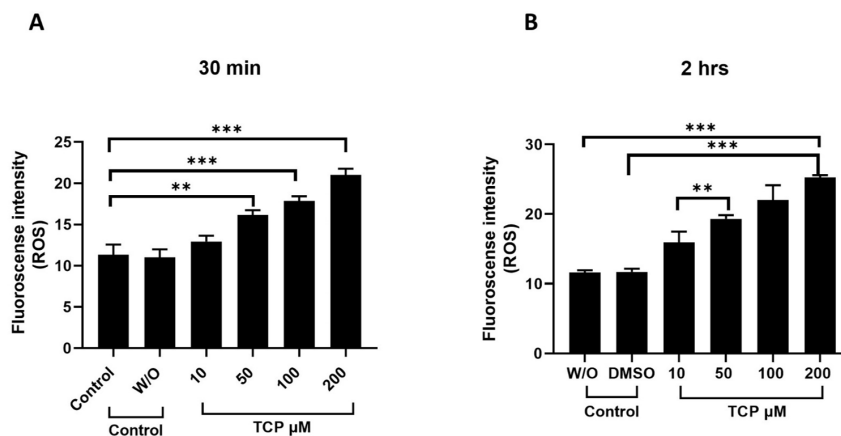 A
30 min
***
***
**
Fluoroscense intensity
(ROS)
25
20
15
10
5
0
Control
W/O
10
50
100
200
Control
TCP µM
B
2 hrs
***
***
**
Fluoroscense intensity
(ROS)
30
20
10
0
W/O DMSO 10 50 100 200
Control
TCP µM